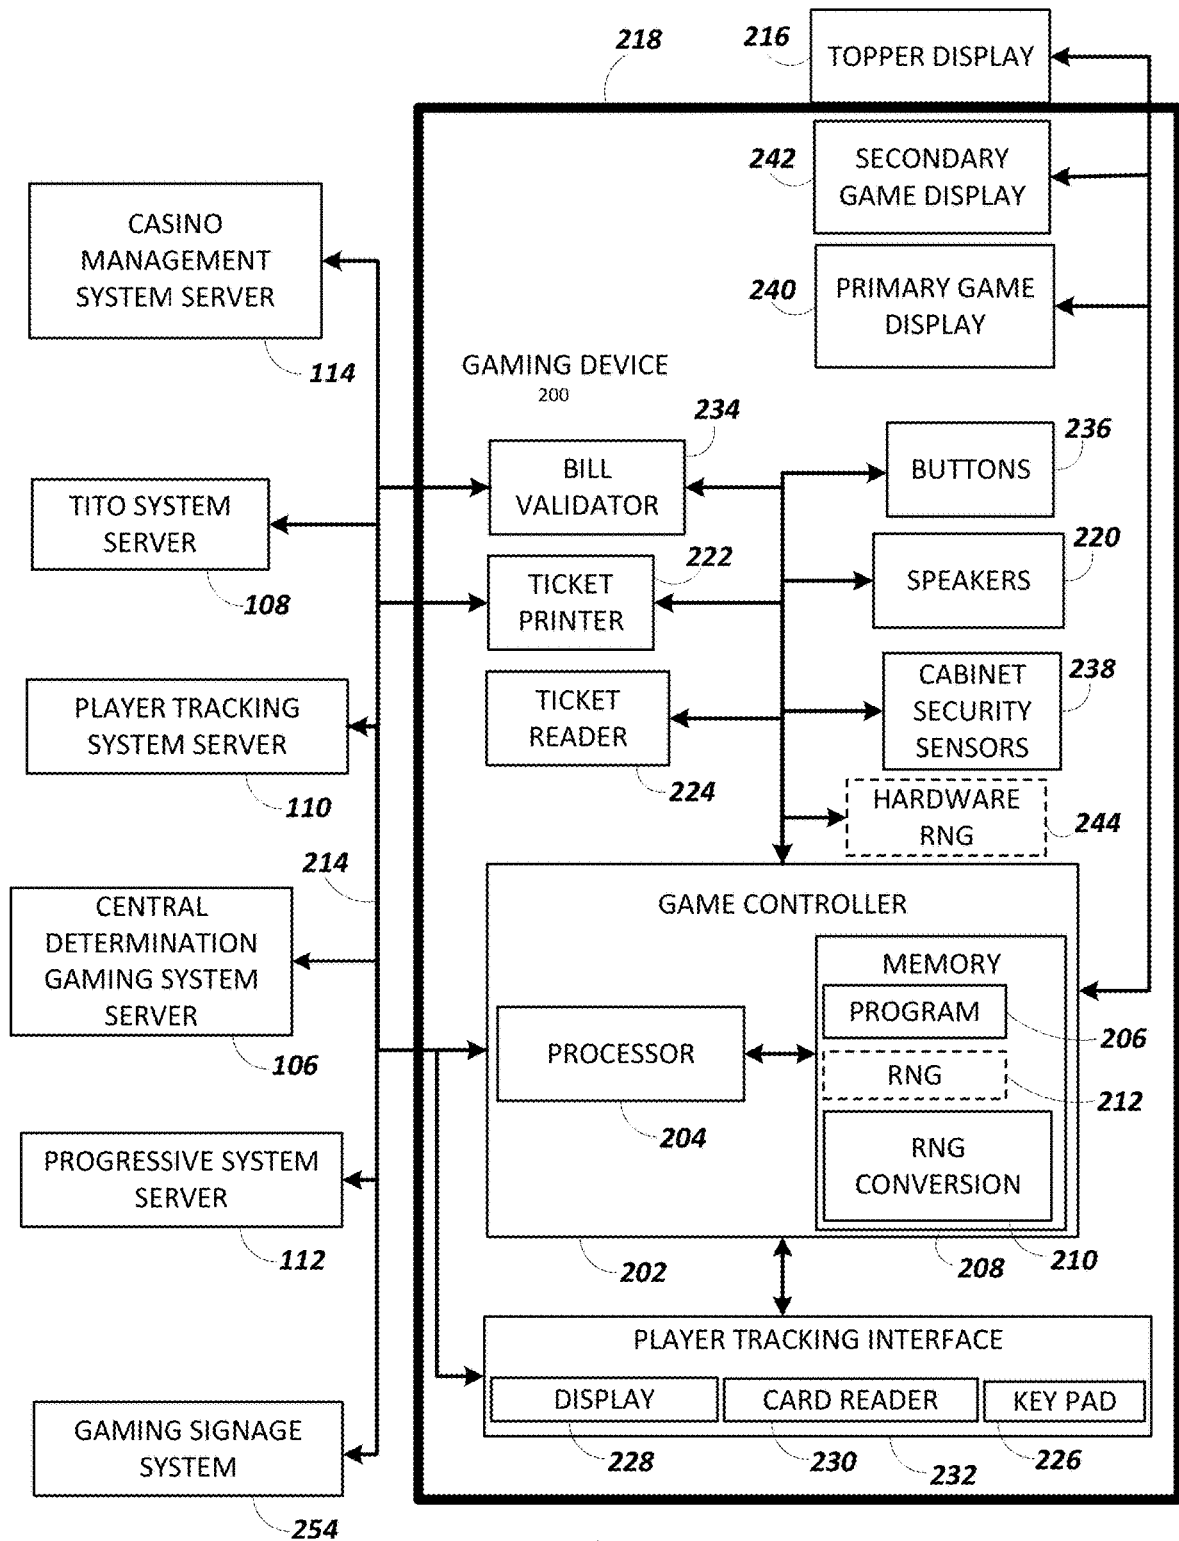 218
216
TOPPER DISPLAY
242
SECONDARY
GAME DISPLAY
240
PRIMARY GAME
DISPLAY
CASINO
MANAGEMENT
SYSTEM SERVER
114
GAMING DEVICE
200
234
BILL
VALIDATOR
BUTTONS
236
TITO SYSTEM
SERVER
108
222
TICKET
PRINTER
SPEAKERS
220
PLAYER TRACKING
SYSTEM SERVER
110
TICKET
READER
224
CABINET
SECURITY
SENSORS
238
HARDWARE
RNG
244
214
CENTRAL
DETERMINATION
GAMING SYSTEM
SERVER
106
GAME CONTROLLER
PROCESSOR
204
MEMORY
PROGRAM
206
RNG
212
RNG
CONVERSION
210
202
208
PROGRESSIVE SYSTEM
SERVER
112
PLAYER TRACKING INTERFACE
DISPLAY
CARD READER
KEY PAD
228
230
232
226
GAMING SIGNAGE
SYSTEM
254